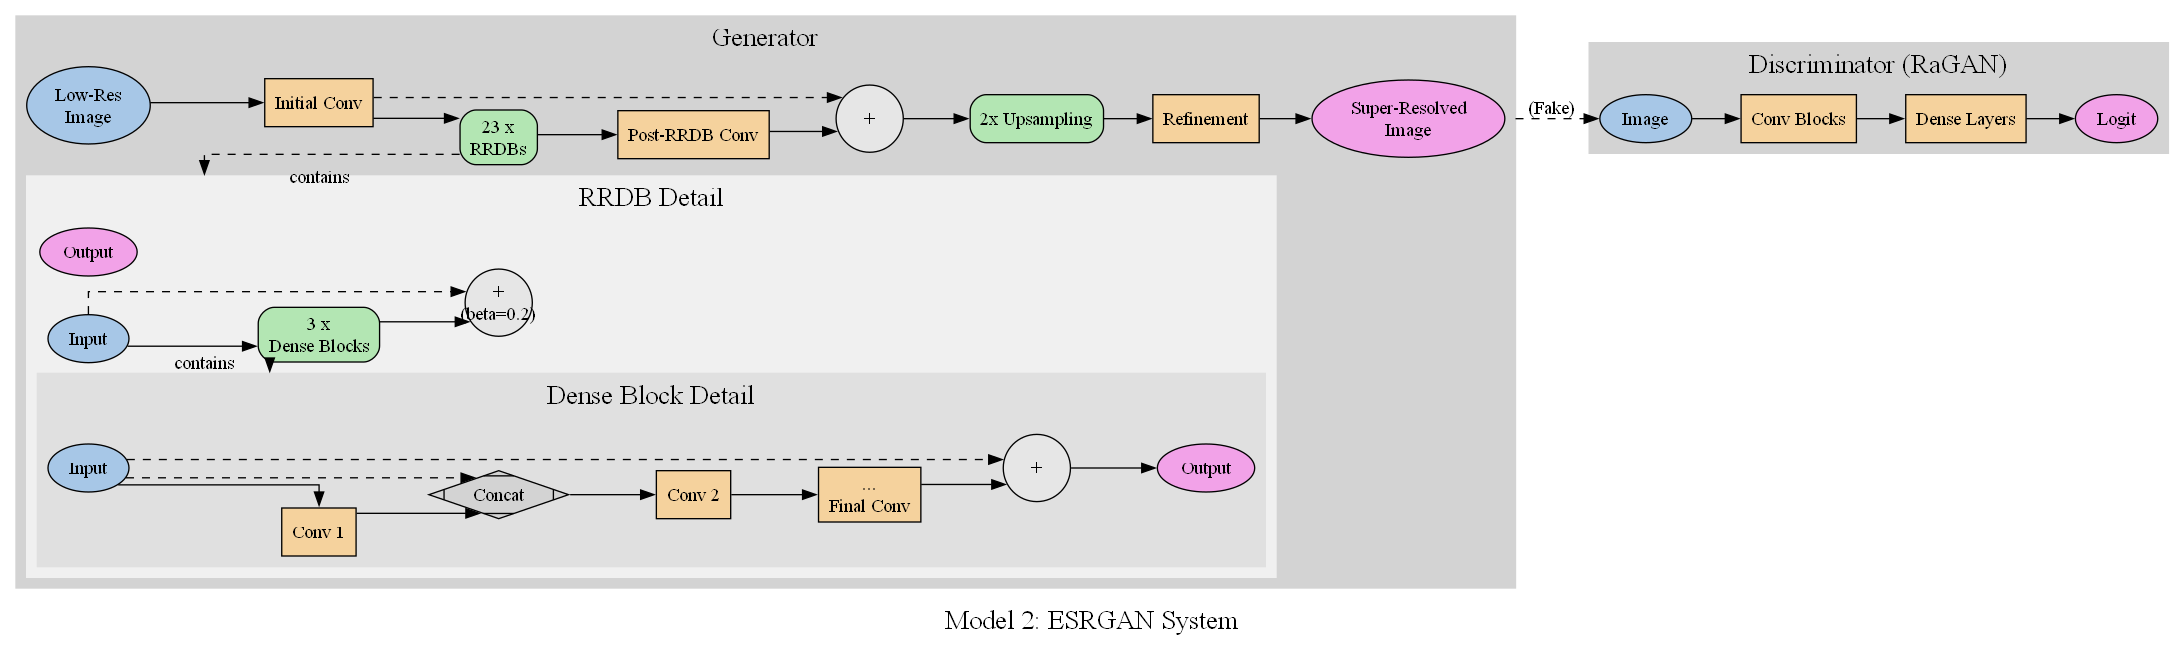 Generator
Low-Res
Image
Initial Conv
23 x
RRDBs
Post-RRDB Conv
+
2x Upsampling
Refinement
Super-Resolved
Image
(Fake)
Discriminator (RaGAN)
Image
Conv Blocks
Dense Layers
Logit
contains
RRDB Detail
Output
Input
3 x
Dense Blocks
+
(beta=0.2)
contains
Dense Block Detail
Input
Conv 1
Concat
Conv 2
...
Final Conv
+
Output
Model 2: ESRGAN System